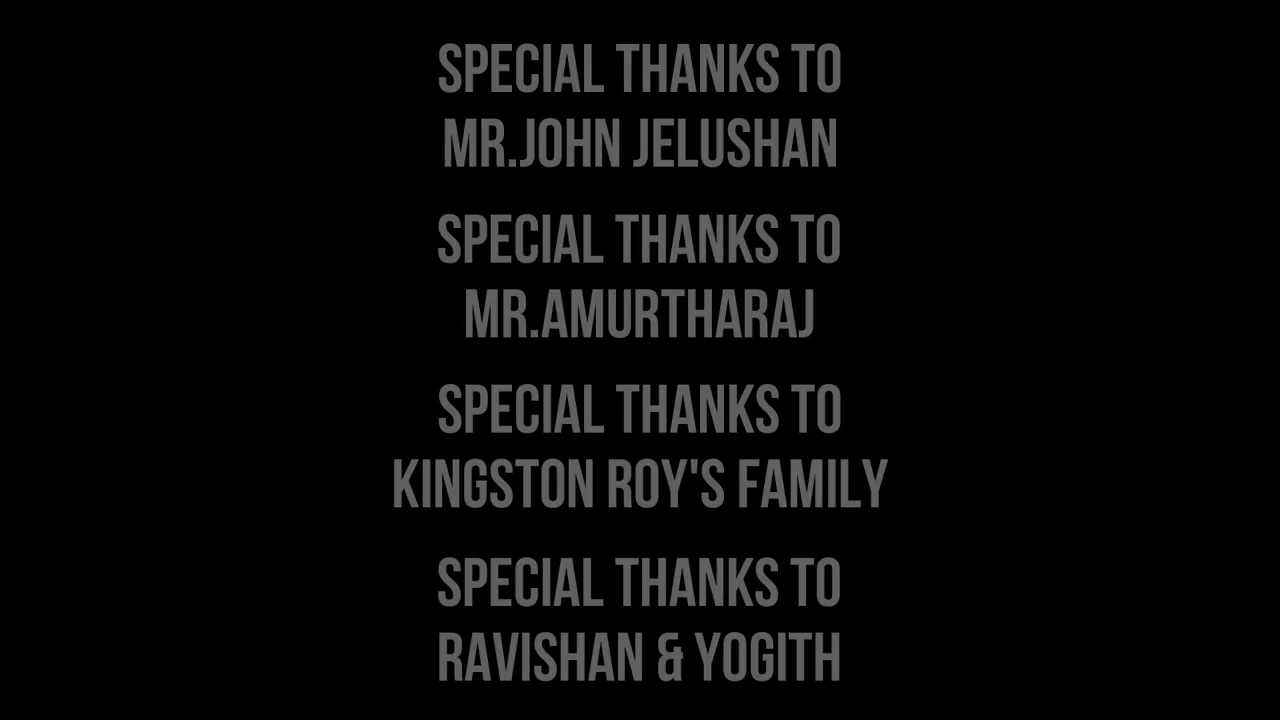 SPECIAL THANKS TO
MR.JOHN JELUSHAN
SPECIAL THANKS TO
MR.AMURTHARAJ
SPECIAL THANKS TO
KINGSTON ROY'S FAMILY
SPECIAL THANKS TO
RAVISHAN & YOGITH